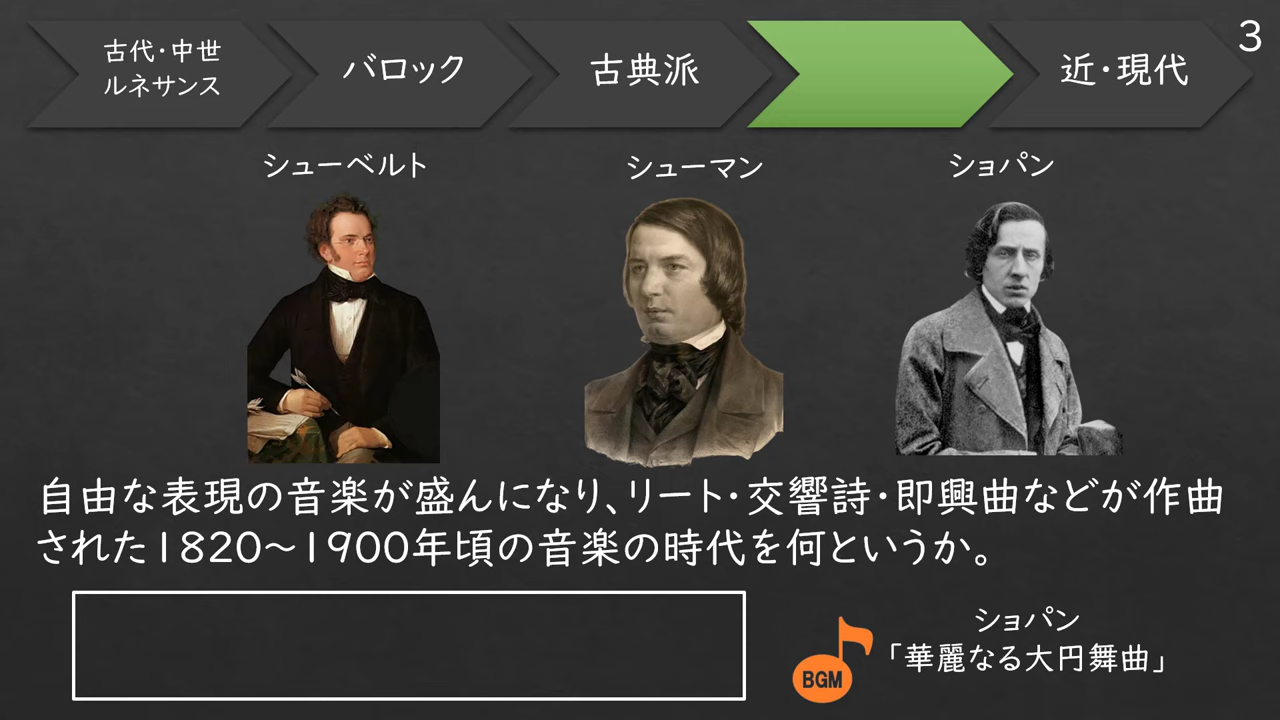 古代・中世
ルネサンス
バロック
古典派
近・現代
3
シューベルト
シューマン
ショパン
自由な表現の音楽が盛んになり、リート・交響詩・即興曲などが作曲
された1820～1900年頃の音楽の時代を何というか。
BGM
ショパン
「華麗なる大円舞曲」